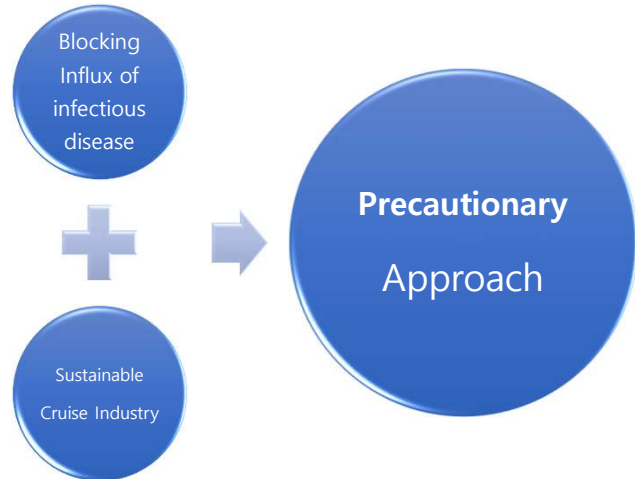 Blocking
Influx of
infectious
disease
Sustainable
Cruise Industry
Precautionary
Approach